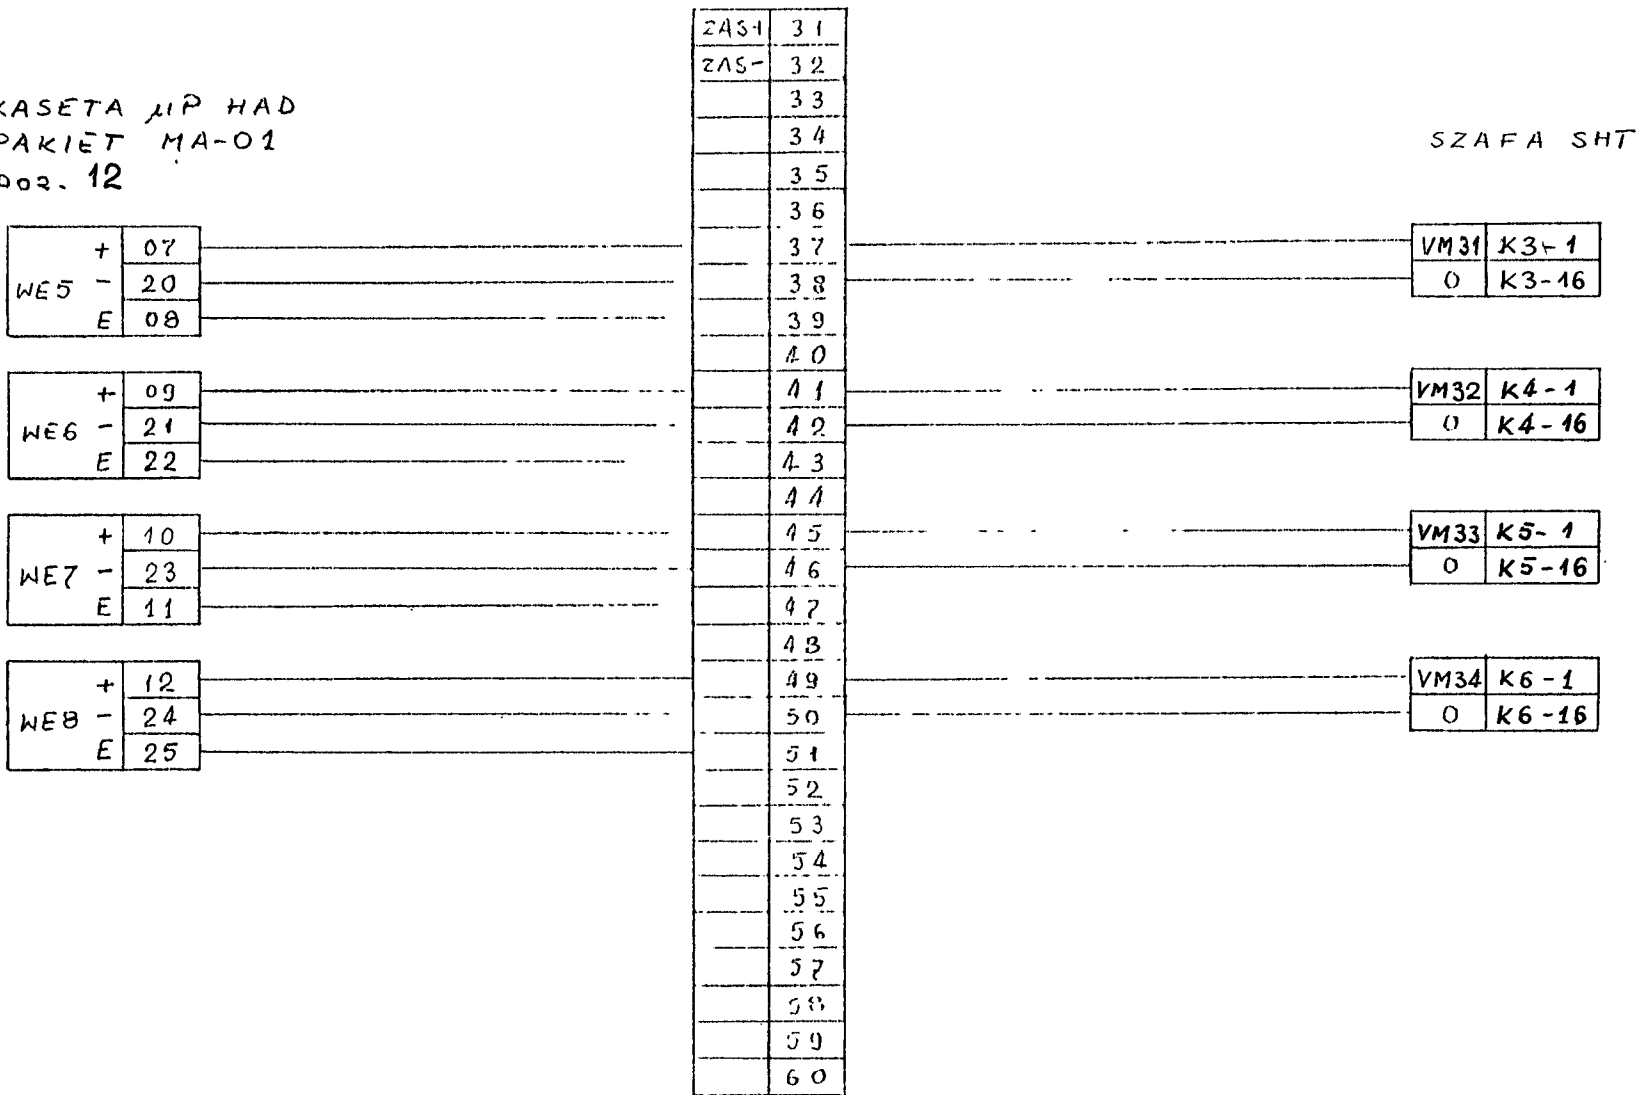 KASETA µP HAD
PAKIET MA-01
POZ. 12
SZAFA SHT
ZAS+ 31
ZAS- 32
33
34
35
36
37
38
39
40
41
42
43
44
45
46
47
48
49
50
51
52
53
54
55
56
57
58
59
60
WE5
+ 07
- 20
E 08
WE6
+ 09
- 21
E 22
WE7
+ 10
- 23
E 11
WE8
+ 12
- 24
E 25
VM31 K3-1
0 K3-16
VM32 K4-1
0 K4-16
VM33 K5-1
0 K5-16
VM34 K6-1
0 K6-16